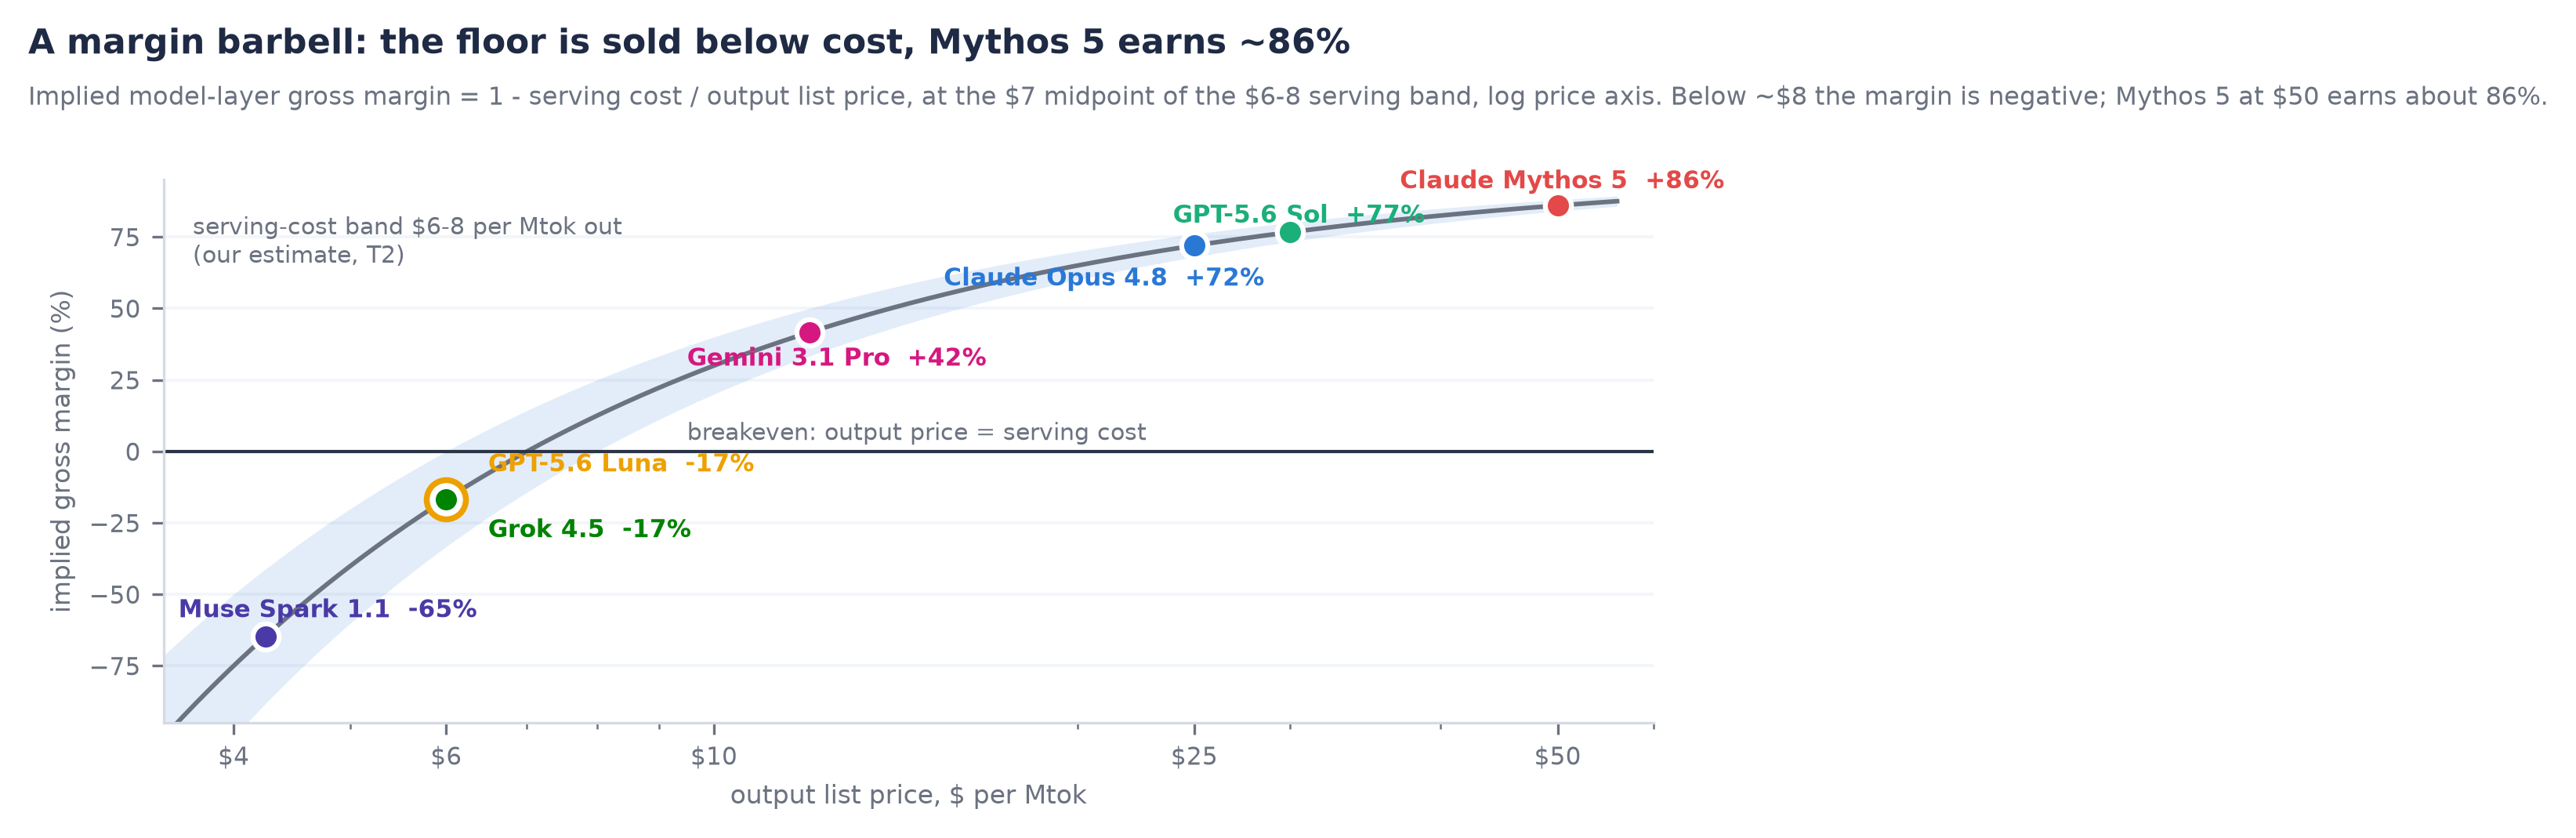 A margin barbell: the floor is sold below cost, Mythos 5 earns ~86%
Implied model-layer gross margin = 1 - serving cost / output list price, at the $7 midpoint of the $6-8 serving band, log price axis. Below ~$8 the margin is negative; Mythos 5 at $50 earns about 86%.
Claude Mythos 5 +86%
GPT-5.6 Sol +77%
serving-cost band $6-8 per Mtok out
(our estimate, T2)
Claude Opus 4.8 +72%
Gemini 3.1 Pro +42%
breakeven: output price = serving cost
GPT-5.6 Luna -17%
Grok 4.5 -17%
Muse Spark 1.1 -65%
implied gross margin (%)
75
50
25
0
−25
−50
−75
$4
$6
$10
$25
$50
output list price, $ per Mtok